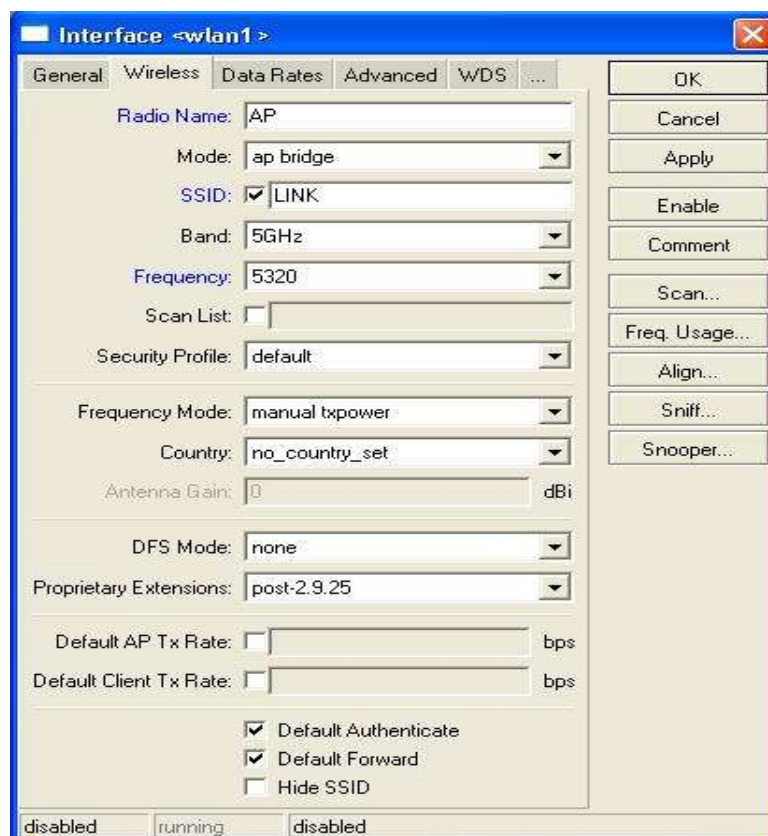 Interface <wlan1>
General Wireless Data Rates Advanced WDS ...
Radio Name: AP
Mode: ap bridge
SSID: LINK
Band: 5GHz
Frequency: 5320
Scan List:
Security Profile: default
Frequency Mode: manual txpower
Country: no_country_set
Antenna Gain: 0 dBi
DFS Mode: none
Proprietary Extensions: post-2.9.25
Default AP Tx Rate: bps
Default Client Tx Rate: bps
Default Authenticate
Default Forward
Hide SSID
OK
Cancel
Apply
Enable
Comment
Scan...
Freq. Usage...
Align...
Sniff...
Snooper...
disabled running disabled